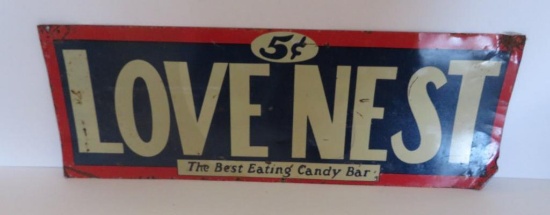 5¢
LOVE NEST
The Best Eating Candy Bar